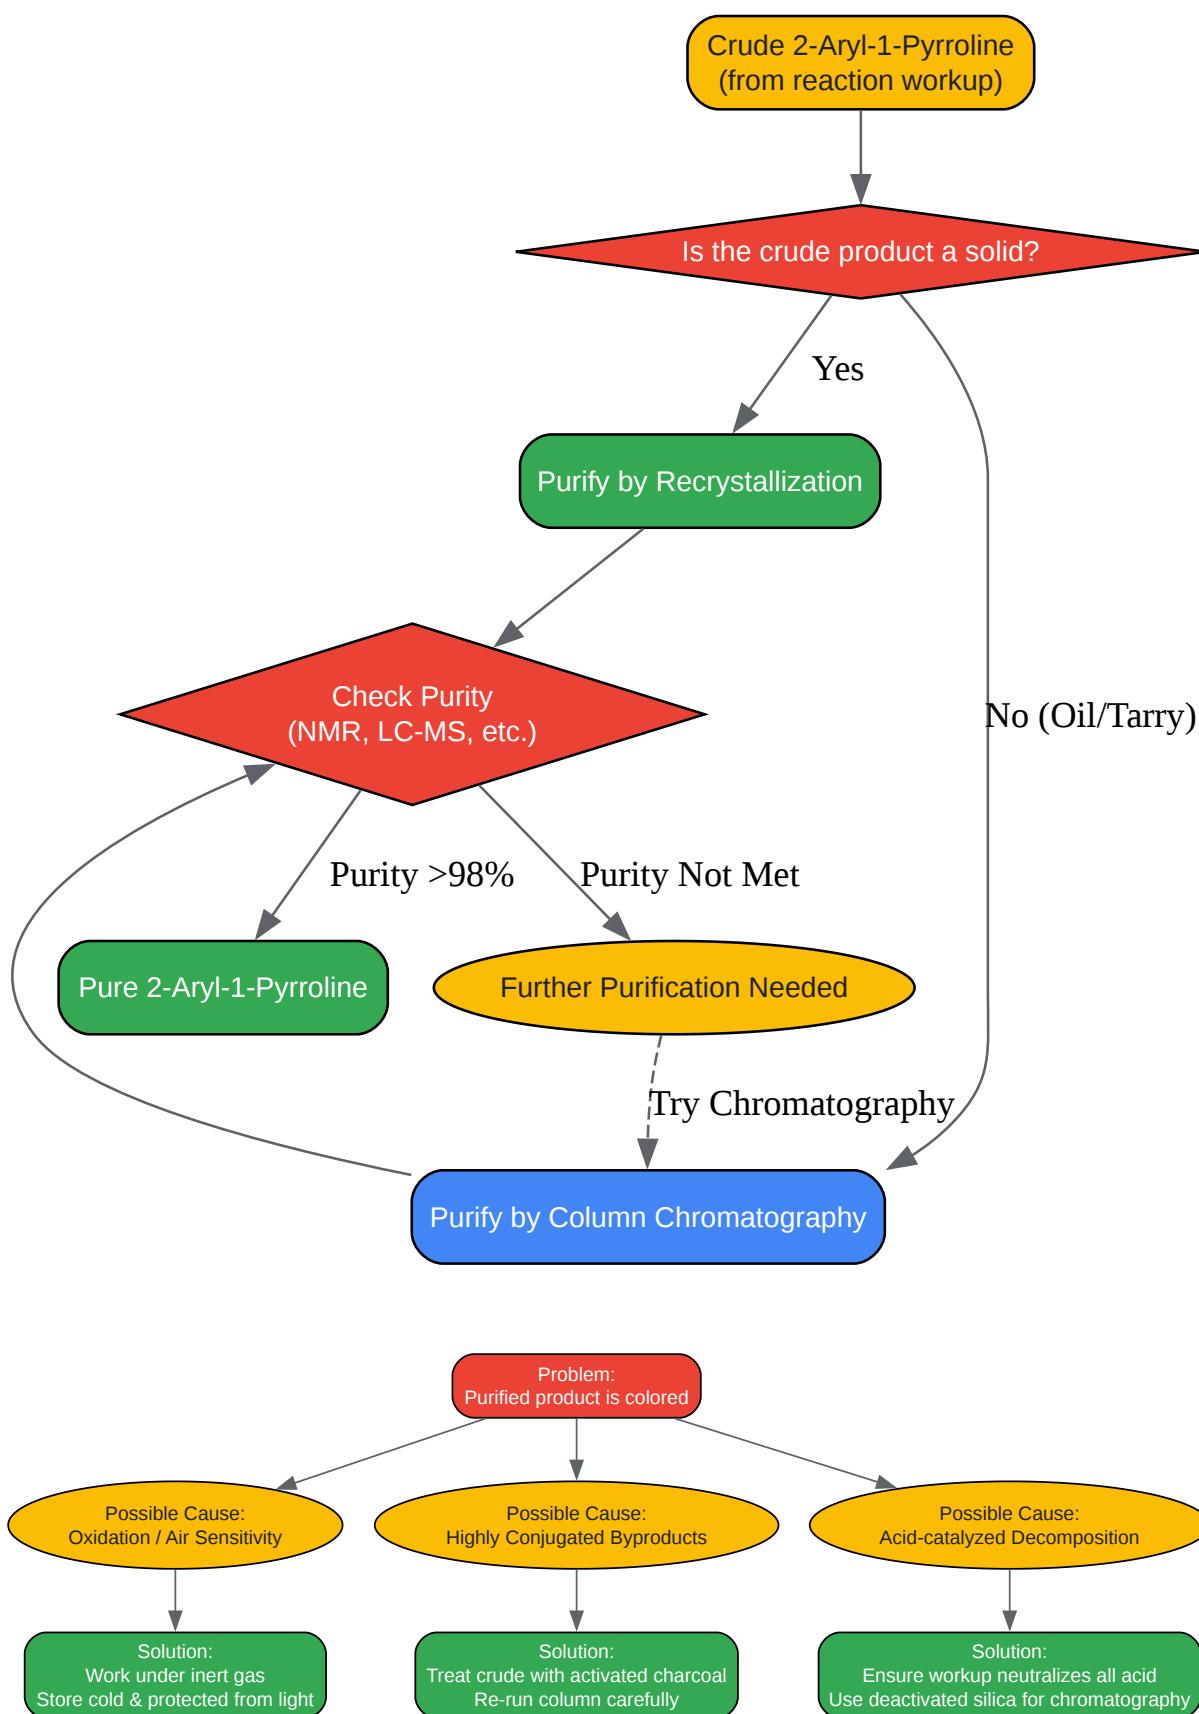 Crude 2-Aryl-1-Pyrroline
(from reaction workup)
Is the crude product a solid?
Yes
Purify by Recrystallization
Check Purity
(NMR, LC-MS, etc.)
No (Oil/Tarry)
Purity >98%
Purity Not Met
Pure 2-Aryl-1-Pyrroline
Further Purification Needed
Try Chromatography
Purify by Column Chromatography
Problem:
Purified product is colored
Possible Cause:
Oxidation / Air Sensitivity
Possible Cause:
Highly Conjugated Byproducts
Possible Cause:
Acid-catalyzed Decomposition
Solution:
Work under inert gas
Store cold & protected from light
Solution:
Treat crude with activated charcoal
Re-run column carefully
Solution:
Ensure workup neutralizes all acid
Use deactivated silica for chromatography